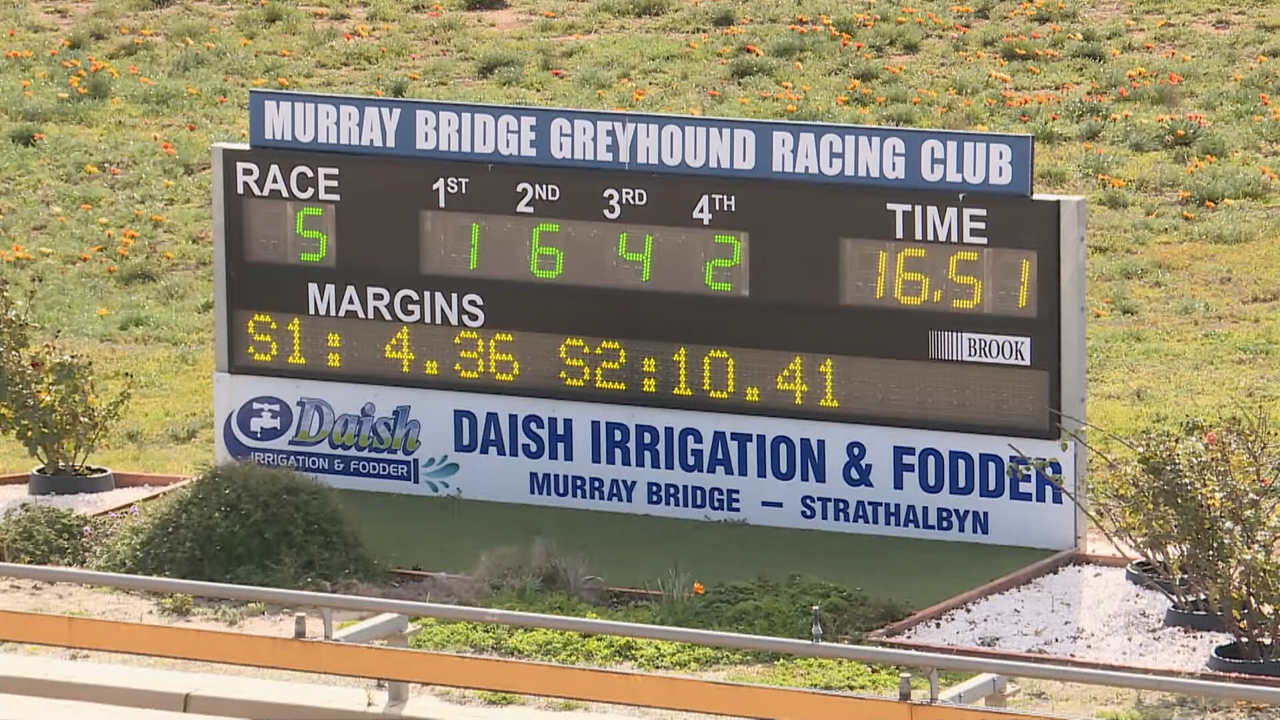 MURRAY BRIDGE GREYHOUND RACING CLUB
RACE 1ST 2ND 3RD 4TH TIME
5 1 6 4 2 16.51
MARGINS
BROOK
S1: 4.36 S2:10.41
Daish
IRRIGATION & FODDER
DAISH IRRIGATION & FODDER
MURRAY BRIDGE — STRATHALBYN